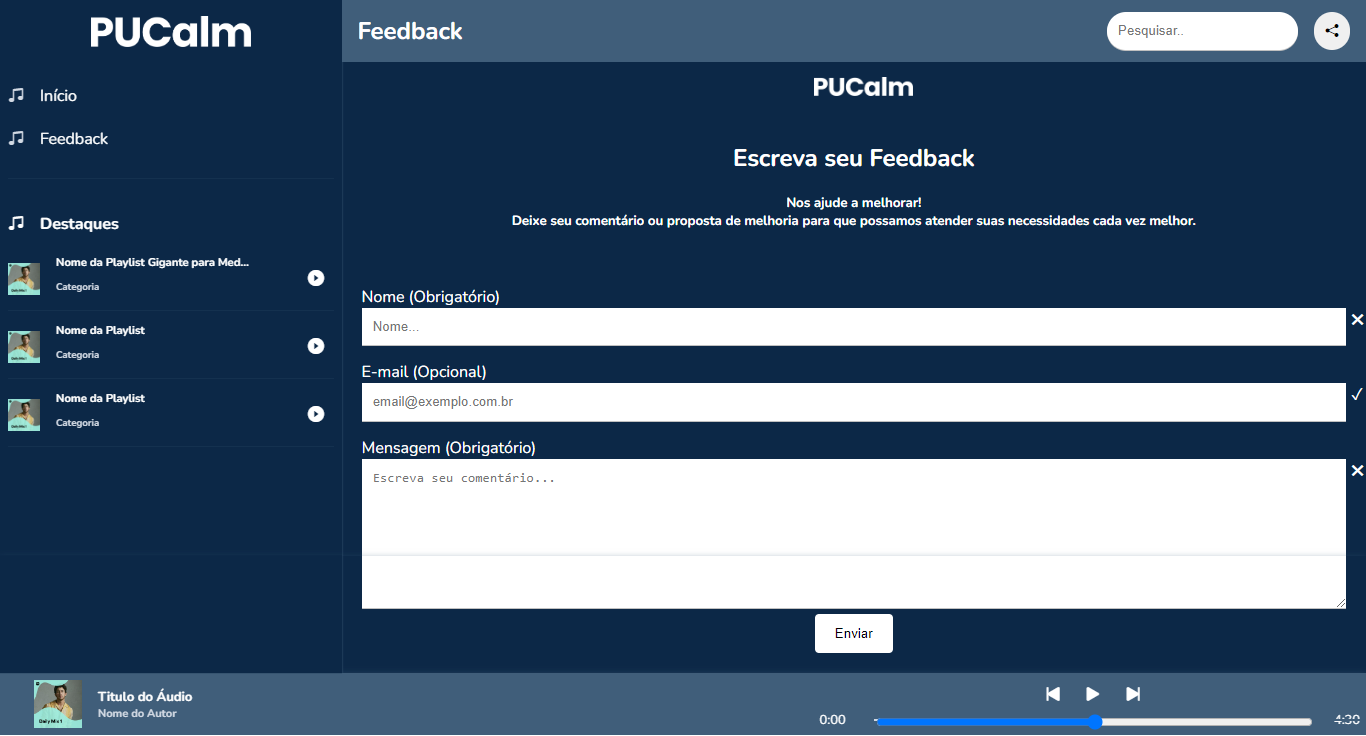 PUCalm
Início
Feedback
Destaques
Nome da Playlist Gigante para Med...
Categoria
Nome da Playlist
Categoria
Nome da Playlist
Categoria
Feedback
Pesquisar..
PUCalm
Escreva seu Feedback
Nos ajude a melhorar!
Deixe seu comentário ou proposta de melhoria para que possamos atender suas necessidades cada vez melhor.
Nome (Obrigatório)
Nome...
E-mail (Opcional)
email@exemplo.com.br
Mensagem (Obrigatório)
Escreva seu comentário...
Enviar
Daily Mix 1
Titulo do Áudio
Nome do Autor
0:00
4:30